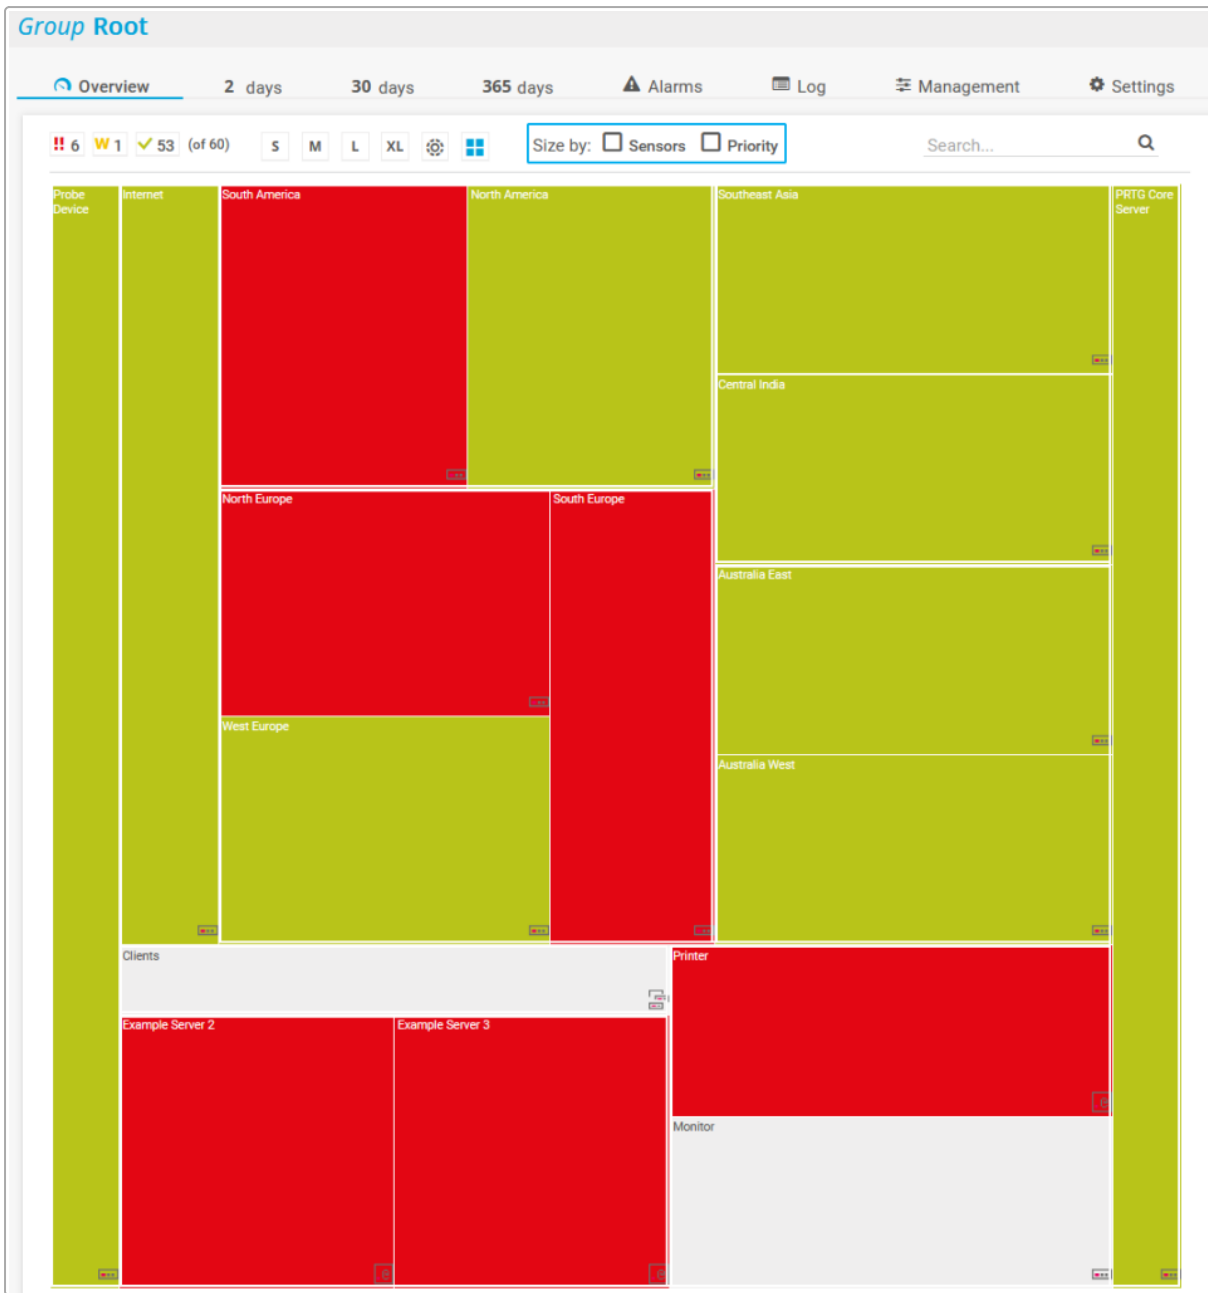 Group Root
Overview 2 days 30 days 365 days Alarms Log Management Settings
!! 6 W 1 53 (of 60) S M L XL Size by: Sensors Priority Search...
Probe Device
Internet
South America
North America
Southeast Asia
PRTG Core Server
Central India
North Europe
South Europe
Australia East
West Europe
Australia West
Clients
Printer
Example Server 2
Example Server 3
Monitor